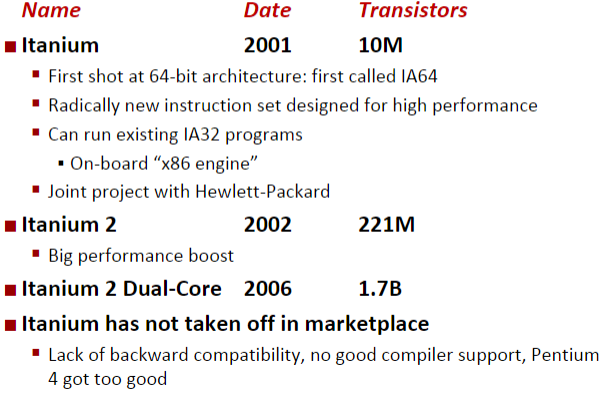 Name Date Transistors
Itanium 2001 10M
First shot at 64-bit architecture: first called IA64
Radically new instruction set designed for high performance
Can run existing IA32 programs
On-board “x86 engine”
Joint project with Hewlett-Packard
Itanium 2 2002 221M
Big performance boost
Itanium 2 Dual-Core 2006 1.7B
Itanium has not taken off in marketplace
Lack of backward compatibility, no good compiler support, Pentium
4 got too good